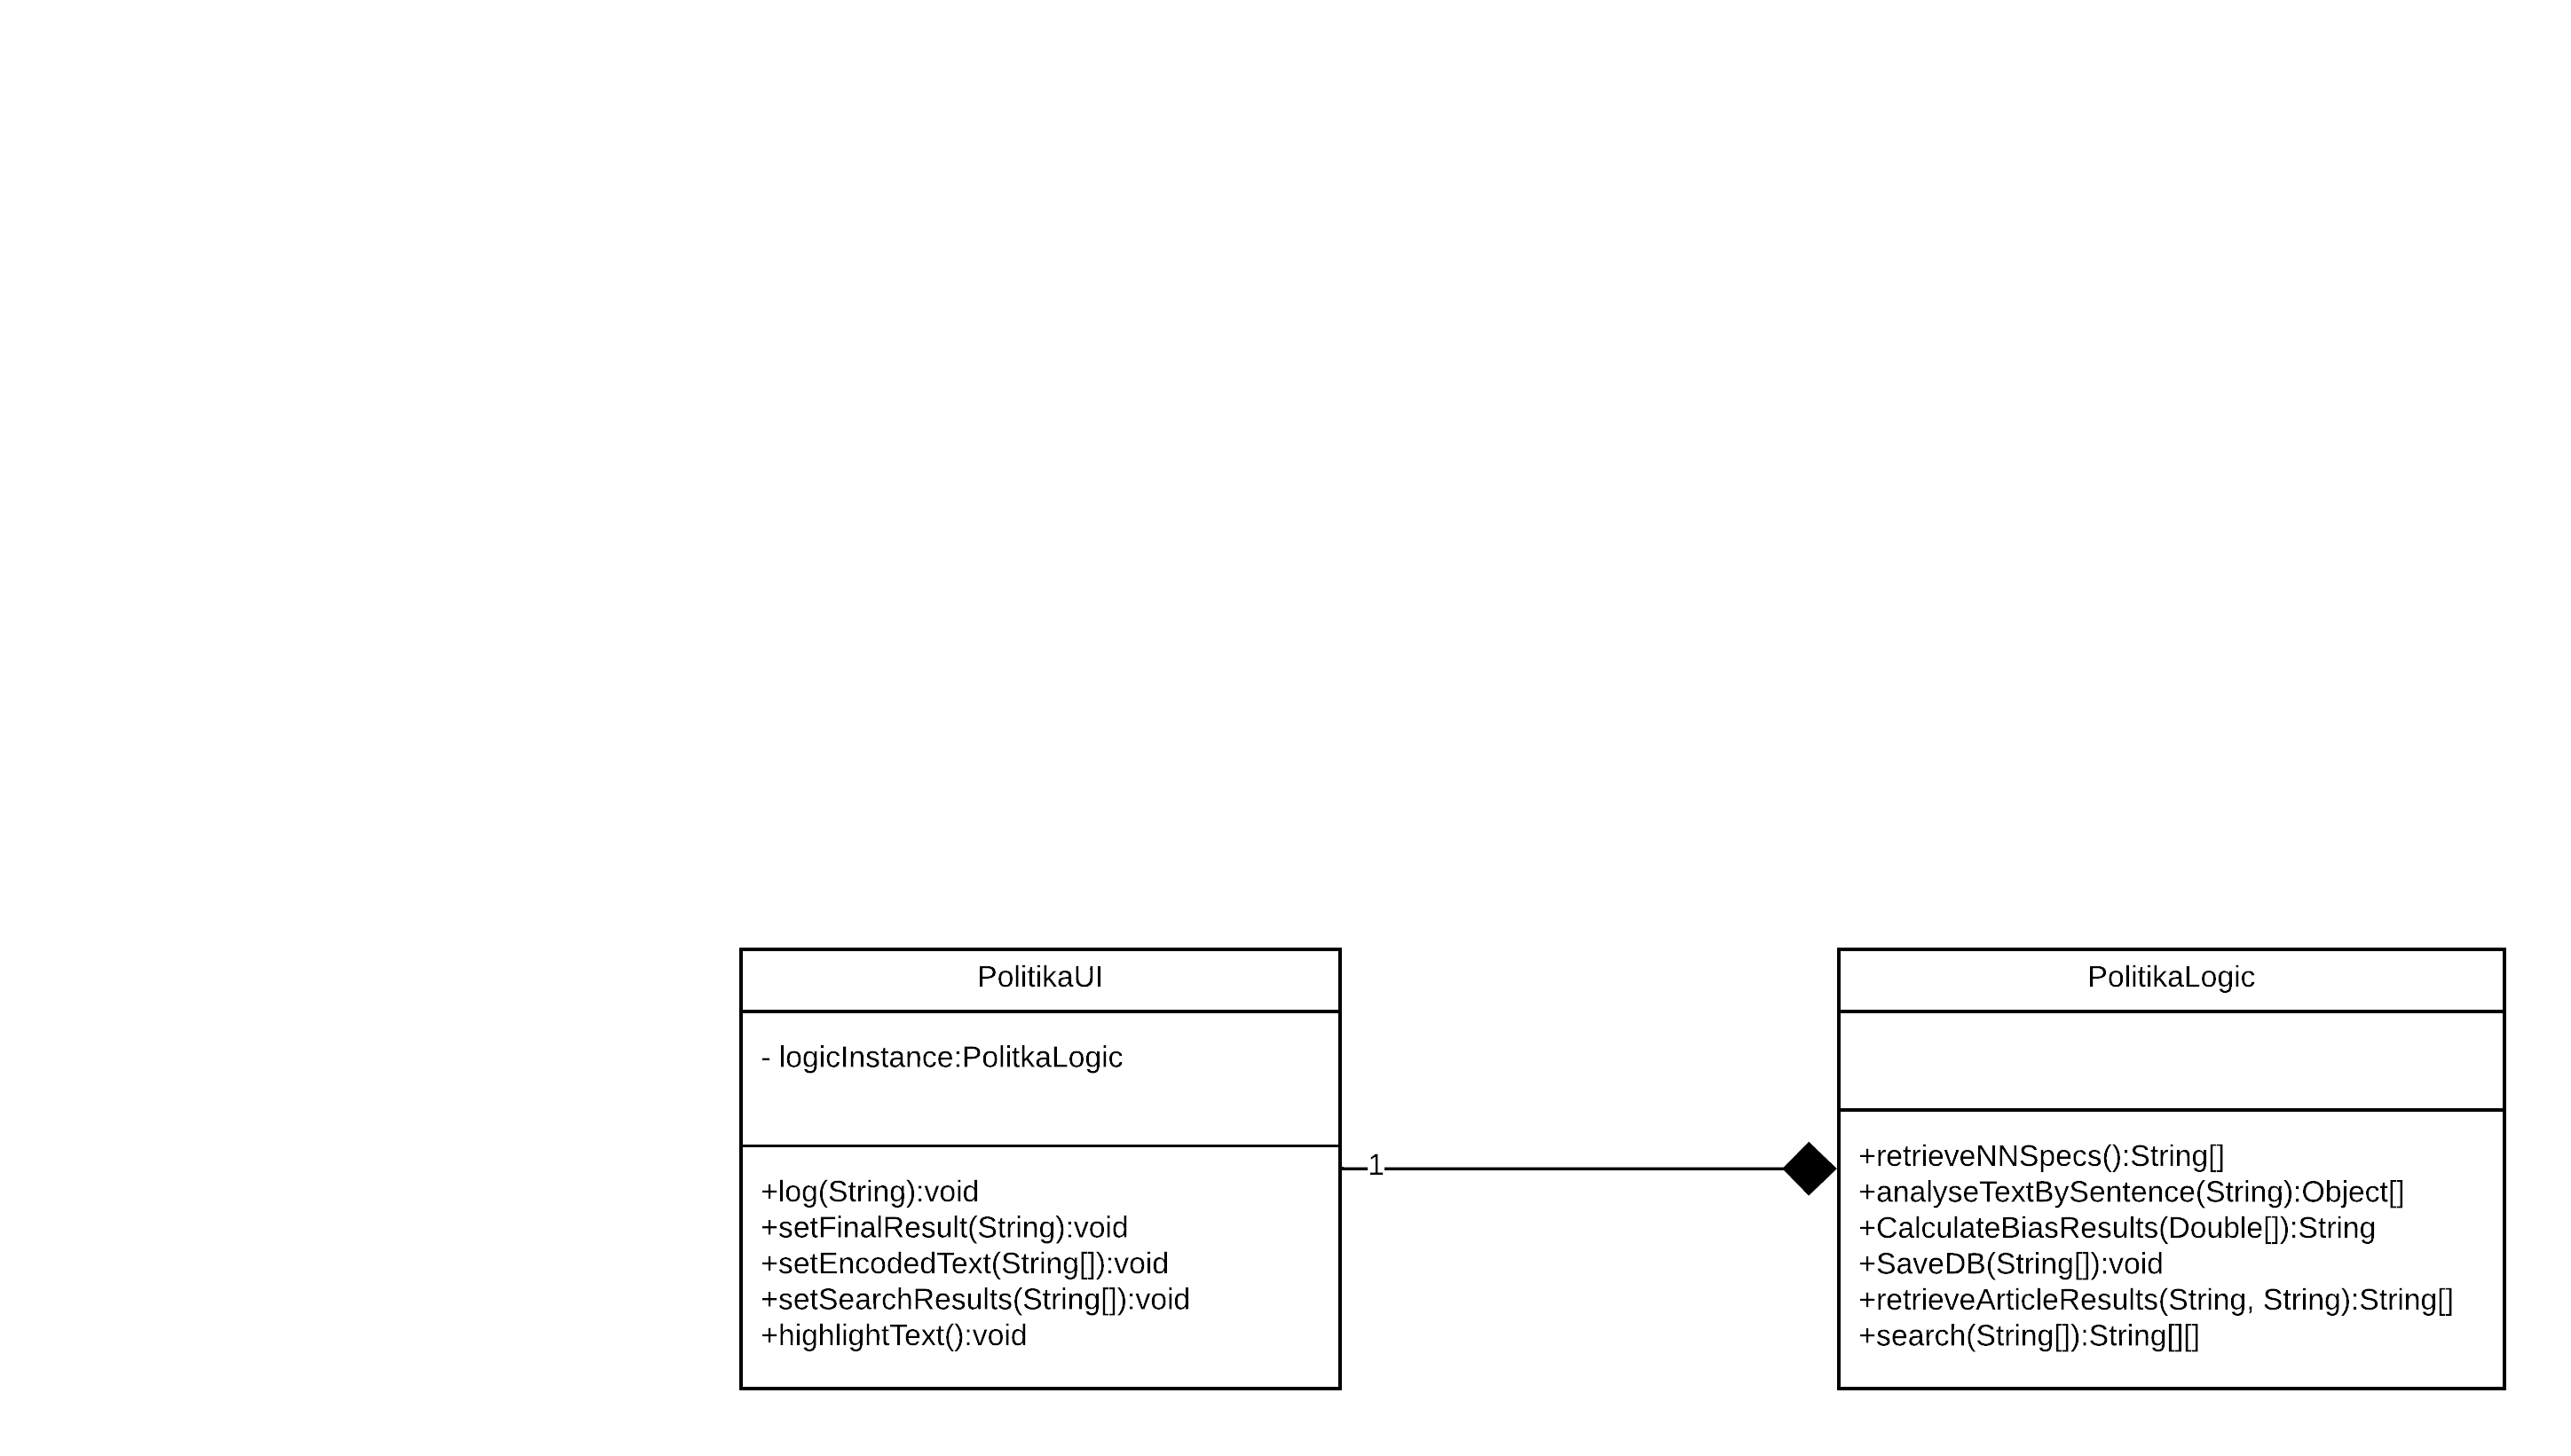 PolitikaUI
- logicInstance:PolitkaLogic
+log(String):void
+setFinalResult(String):void
+setEncodedText(String[]):void
+setSearchResults(String[]):void
+highlightText():void
1
PolitikaLogic
+retrieveNNSpecs():String[]
+analyseTextBySentence(String):Object[]
+CalculateBiasResults(Double[]):String
+SaveDB(String[]):void
+retrieveArticleResults(String, String):String[]
+search(String[]):String[][]